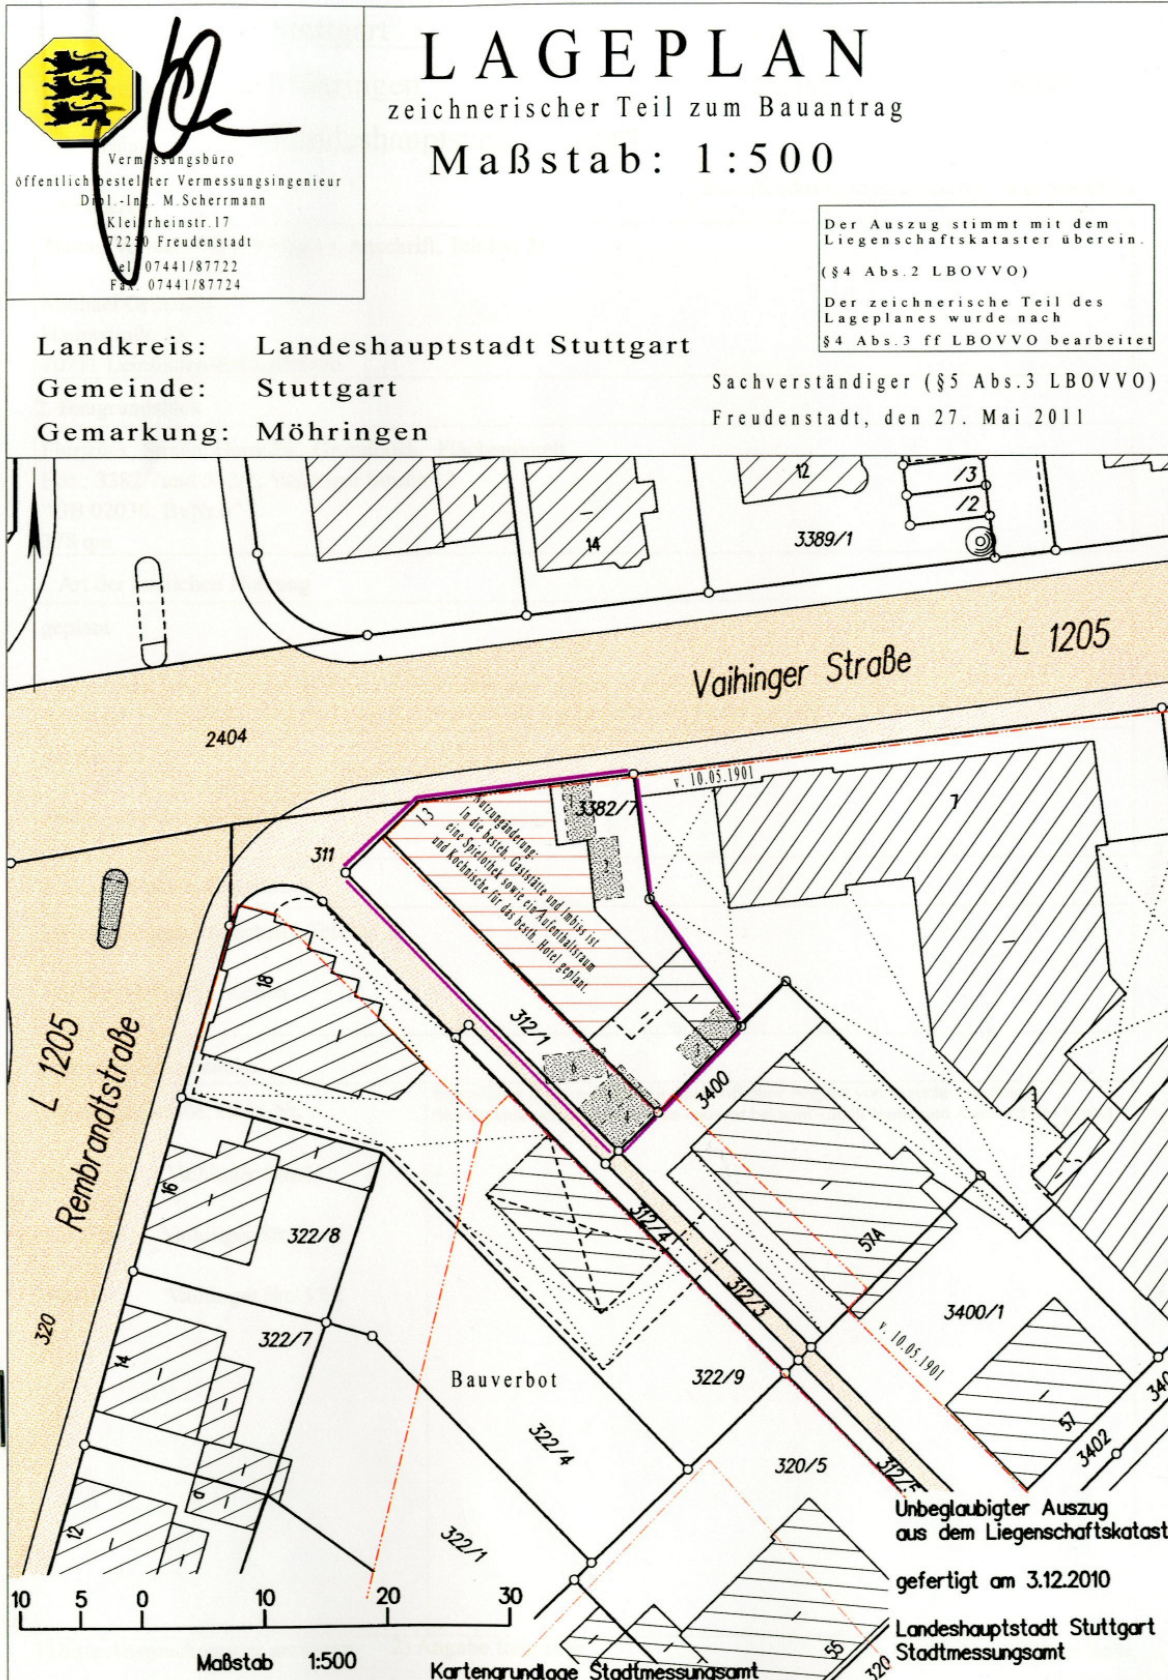 LAGEPLAN
zeichnerischer Teil zum Bauantrag
Maßstab: 1:500
Vermessungsbüro
öffentlich bestellter Vermessungsingenieur
Dipl.-Ing. M.Scherrmann
Kleinrheinstr.17
72250 Freudenstadt
Tel. 07441/87722
Fax. 07441/87724
Der Auszug stimmt mit dem
Liegenschaftskataster überein.
(§4 Abs.2 LBOVVO)
Der zeichnerische Teil des
Lageplanes wurde nach
§4 Abs.3 ff LBOVVO bearbeitet
Landkreis: Landeshauptstadt Stuttgart
Gemeinde: Stuttgart
Gemarkung: Möhringen
Sachverständiger (§5 Abs.3 LBOVVO)
Freudenstadt, den 27. Mai 2011
12
/3
/2
14
3389/1
Vaihinger Straße
L 1205
2404
v. 10.05.1901
7
3382/7
13
Nutzungänderung:
In die besteh. Gaststätte und Imbiss ist
eine Spielothek sowie ein Aufenthaltsraum
und Kochnische für das besth. Hotel geplant.
311
18
312/1
3400
L 1205
Rembrandtstraße
16
322/8
312/4
57A
312/3
3400/1
320
322/7
14
v. 10.05.1901
Bauverbot
322/9
57
322/4
3402
320/5
312/5
12
322/1
Unbeglaubigter Auszug
aus dem Liegenschaftskatast
gefertigt am 3.12.2010
Landeshauptstadt Stuttgart
Stadtmessungsamt
10 5 0 10 20 30
Maßstab 1:500
Kartengrundlage Stadtmessungsamt
55
320